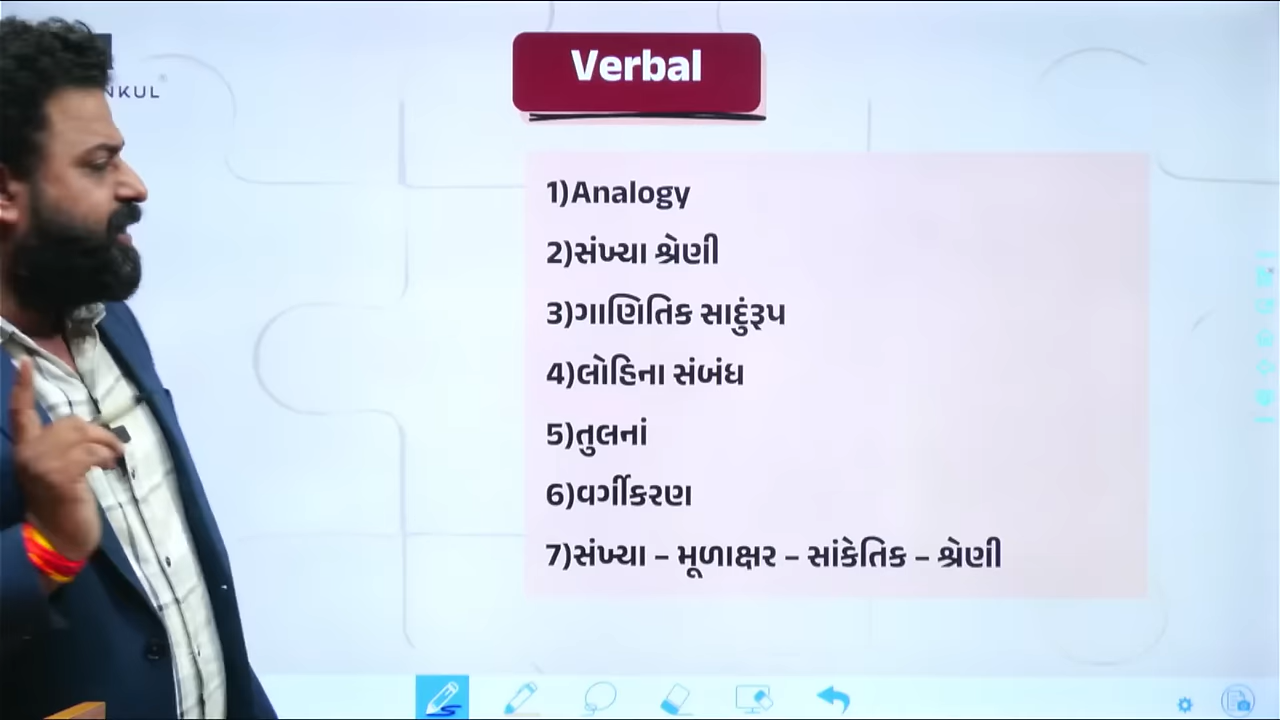 Verbal
NKUL
1)Analogy
2)સંખ્યા શ્રેણી
3)ગાણિતિક સાદુંરૂપ
4)લોહિના સંબંધ
5)તુલનાં
6)વર્ગીકરણ
7)સંખ્યા – મૂળાક્ષર – સાંકેતિક – શ્રેણી